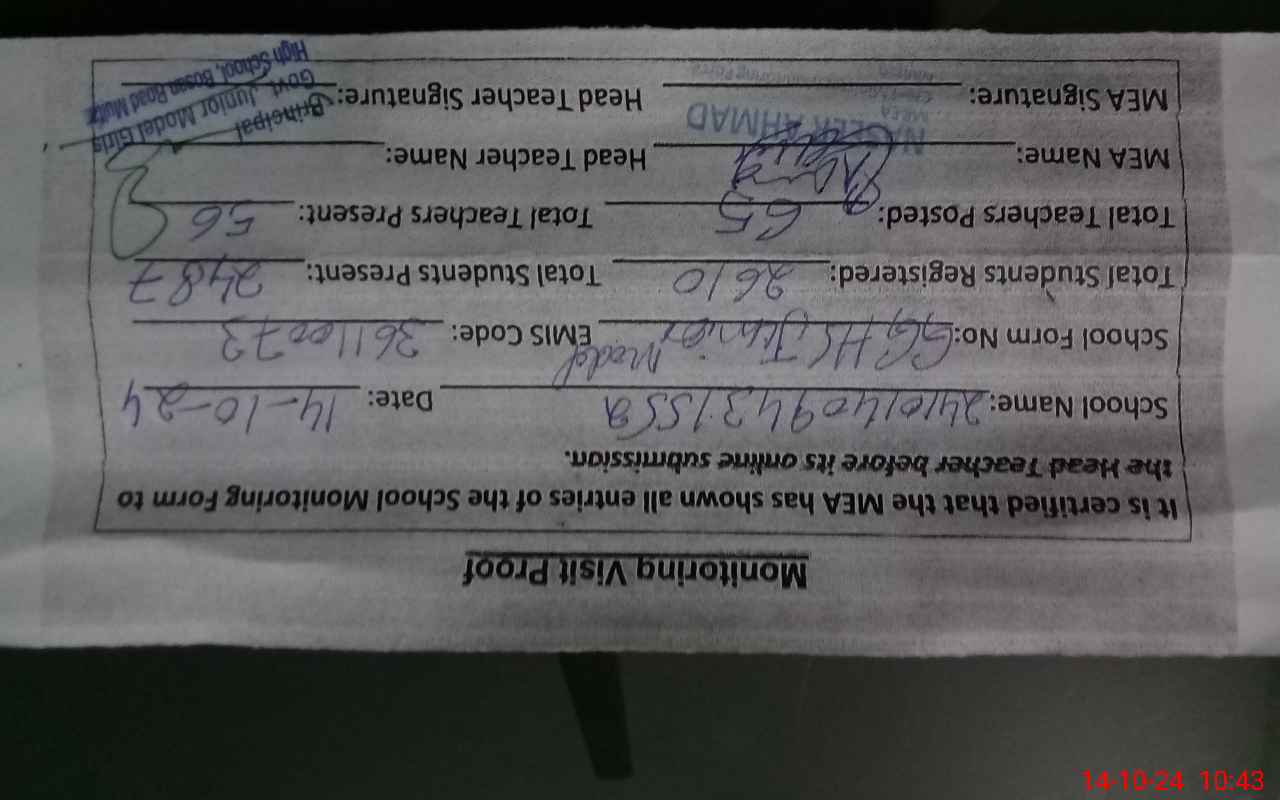 Monitoring Visit Proof
It is certified that the MEA has shown all entries of the School Monitoring Form to
the Head Teacher before its online submission.
School Name: Date: 14-10-24
School Form No: GGHS Junior Model EMIS Code: 36110073
Total Students Registered: 2610 Total Students Present: 2487
Total Teachers Posted: 65 Total Teachers Present: 56
MEA Name: Head Teacher Name:
AHMAD
MEA Signature: Head Teacher Signature:
Principal
Govt. Junior Model Girls
High School, Bosan Road Multan
14-10-24 10:43